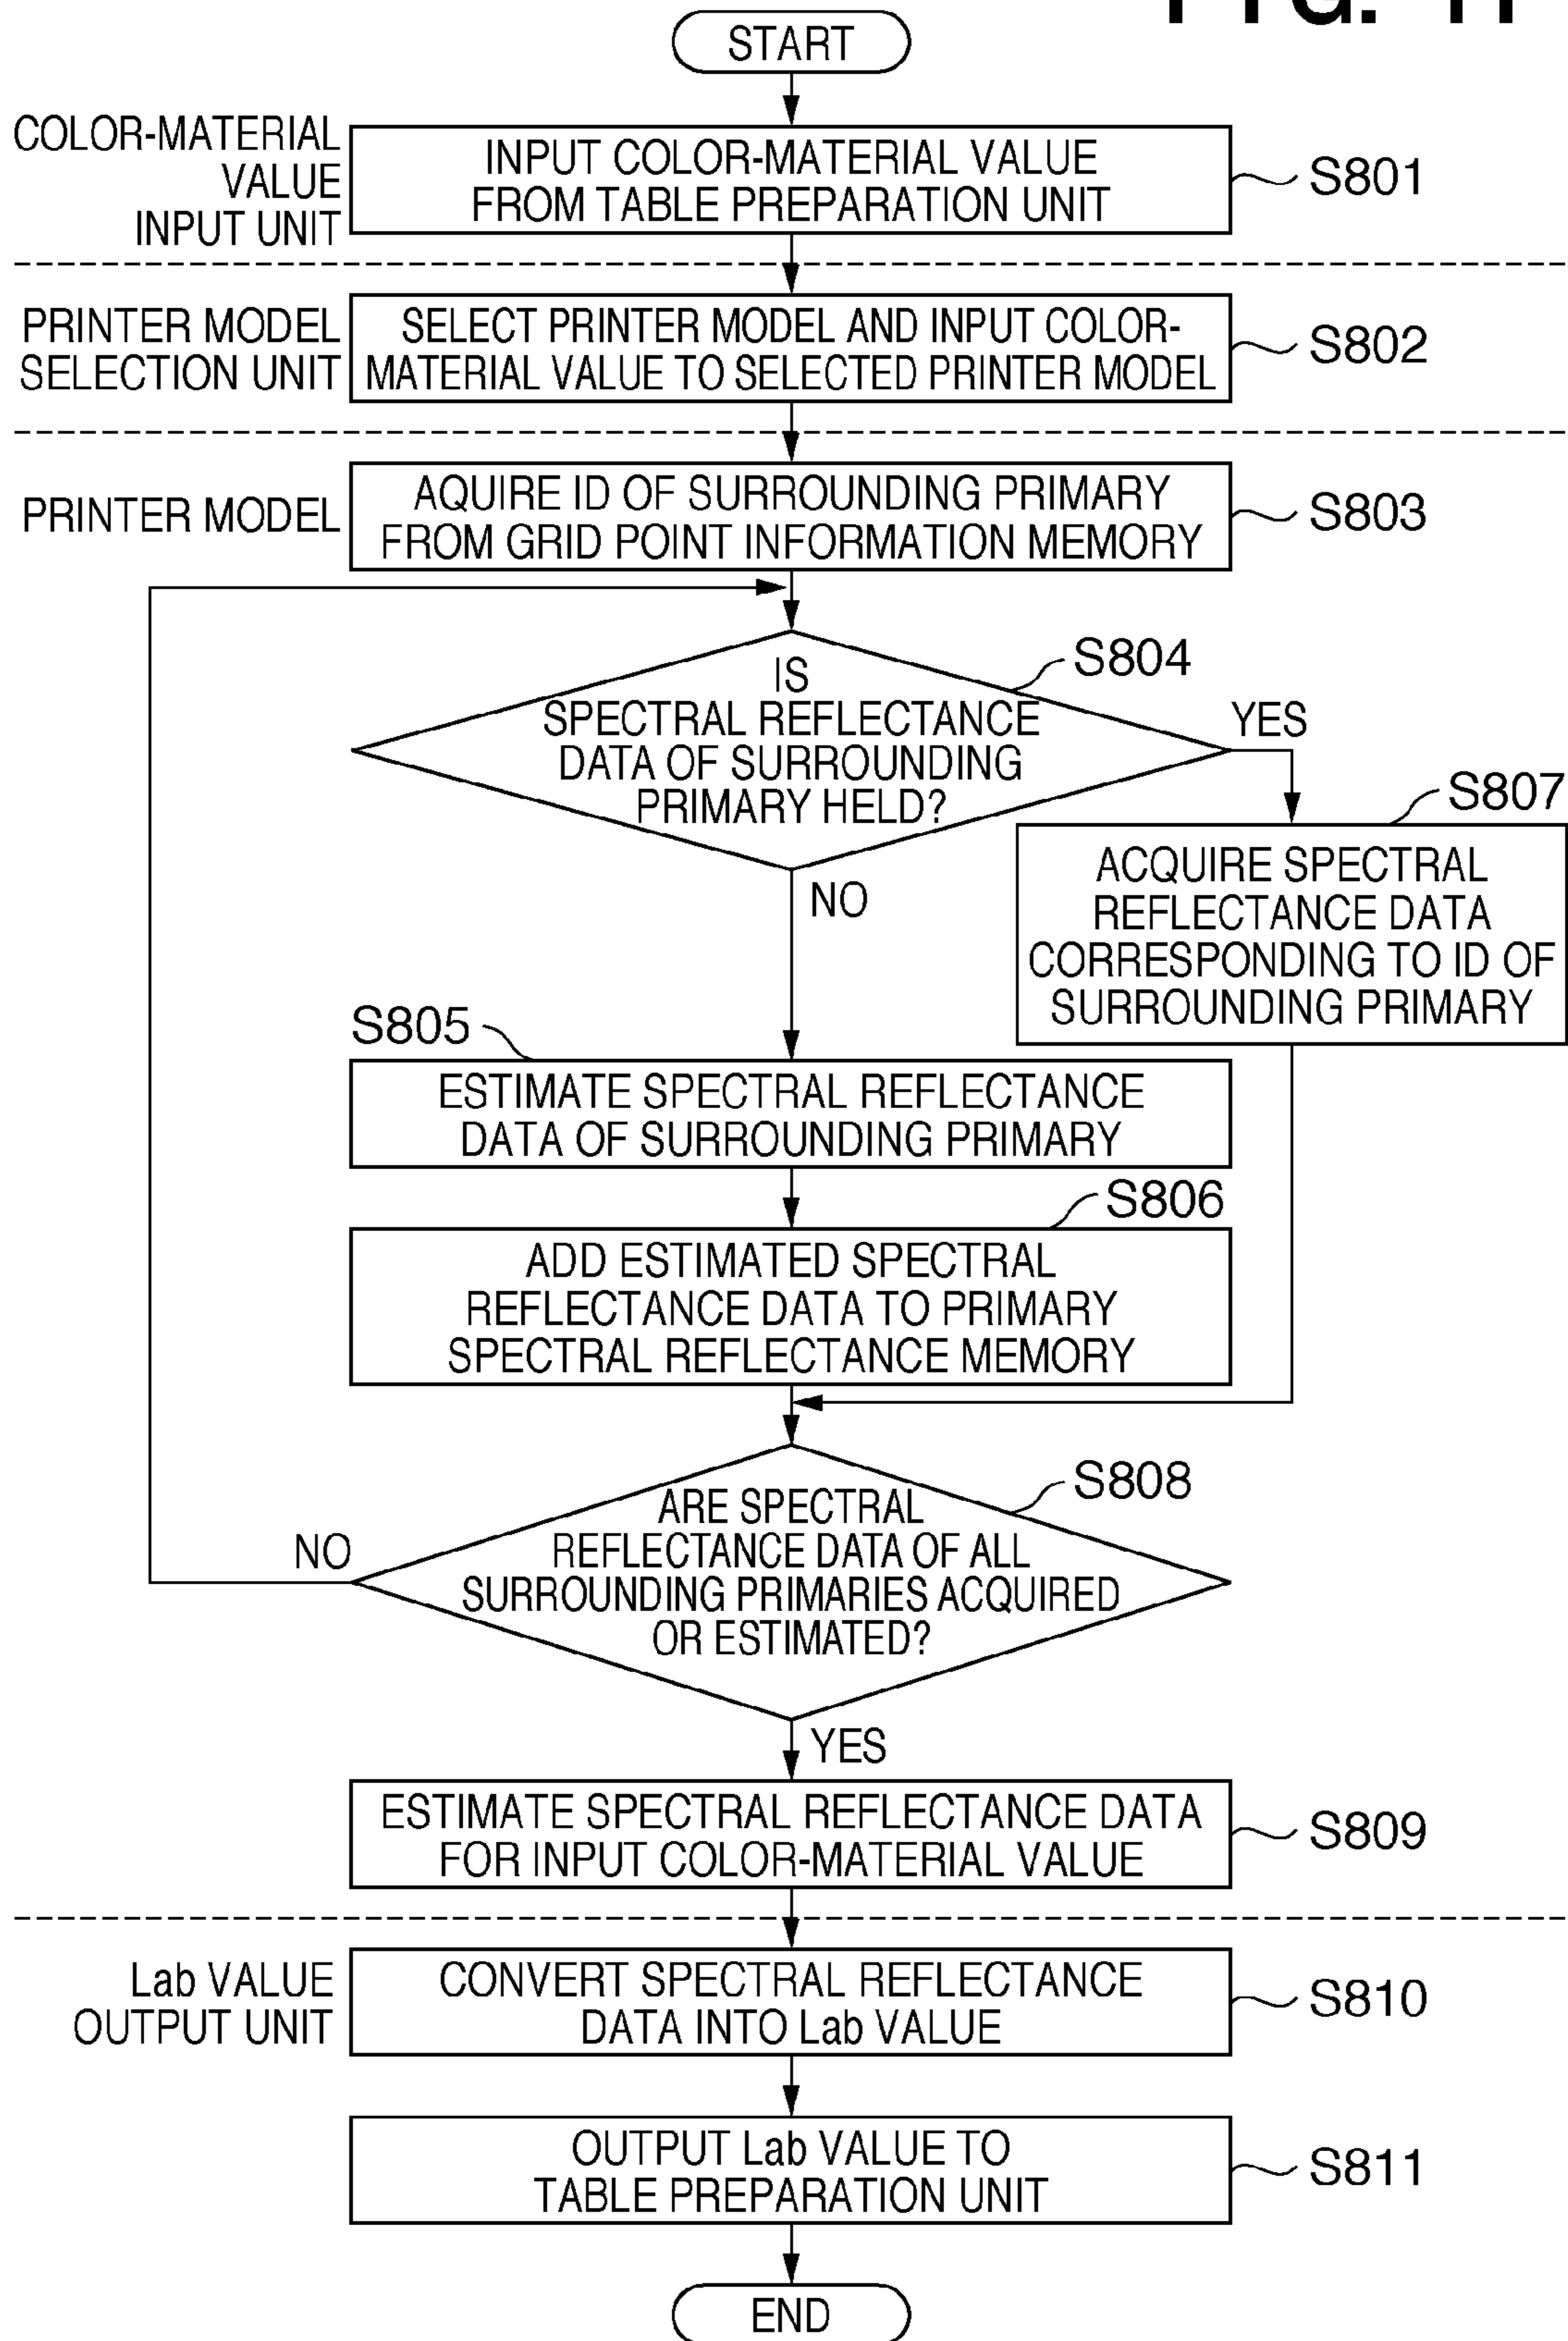 START
COLOR-MATERIAL
VALUE
INPUT UNIT
INPUT COLOR-MATERIAL VALUE
FROM TABLE PREPARATION UNIT
S801
PRINTER MODEL
SELECTION UNIT
SELECT PRINTER MODEL AND INPUT COLOR-
MATERIAL VALUE TO SELECTED PRINTER MODEL
S802
PRINTER MODEL
AQUIRE ID OF SURROUNDING PRIMARY
FROM GRID POINT INFORMATION MEMORY
S803
S804
IS
SPECTRAL REFLECTANCE
DATA OF SURROUNDING
PRIMARY HELD?
YES
NO
S807
ACQUIRE SPECTRAL
REFLECTANCE DATA
CORRESPONDING TO ID OF
SURROUNDING PRIMARY
S805
ESTIMATE SPECTRAL REFLECTANCE
DATA OF SURROUNDING PRIMARY
S806
ADD ESTIMATED SPECTRAL
REFLECTANCE DATA TO PRIMARY
SPECTRAL REFLECTANCE MEMORY
S808
ARE SPECTRAL
REFLECTANCE DATA OF ALL
SURROUNDING PRIMARIES ACQUIRED
OR ESTIMATED?
NO
YES
ESTIMATE SPECTRAL REFLECTANCE DATA
FOR INPUT COLOR-MATERIAL VALUE
S809
Lab VALUE
OUTPUT UNIT
CONVERT SPECTRAL REFLECTANCE
DATA INTO Lab VALUE
S810
OUTPUT Lab VALUE TO
TABLE PREPARATION UNIT
S811
END